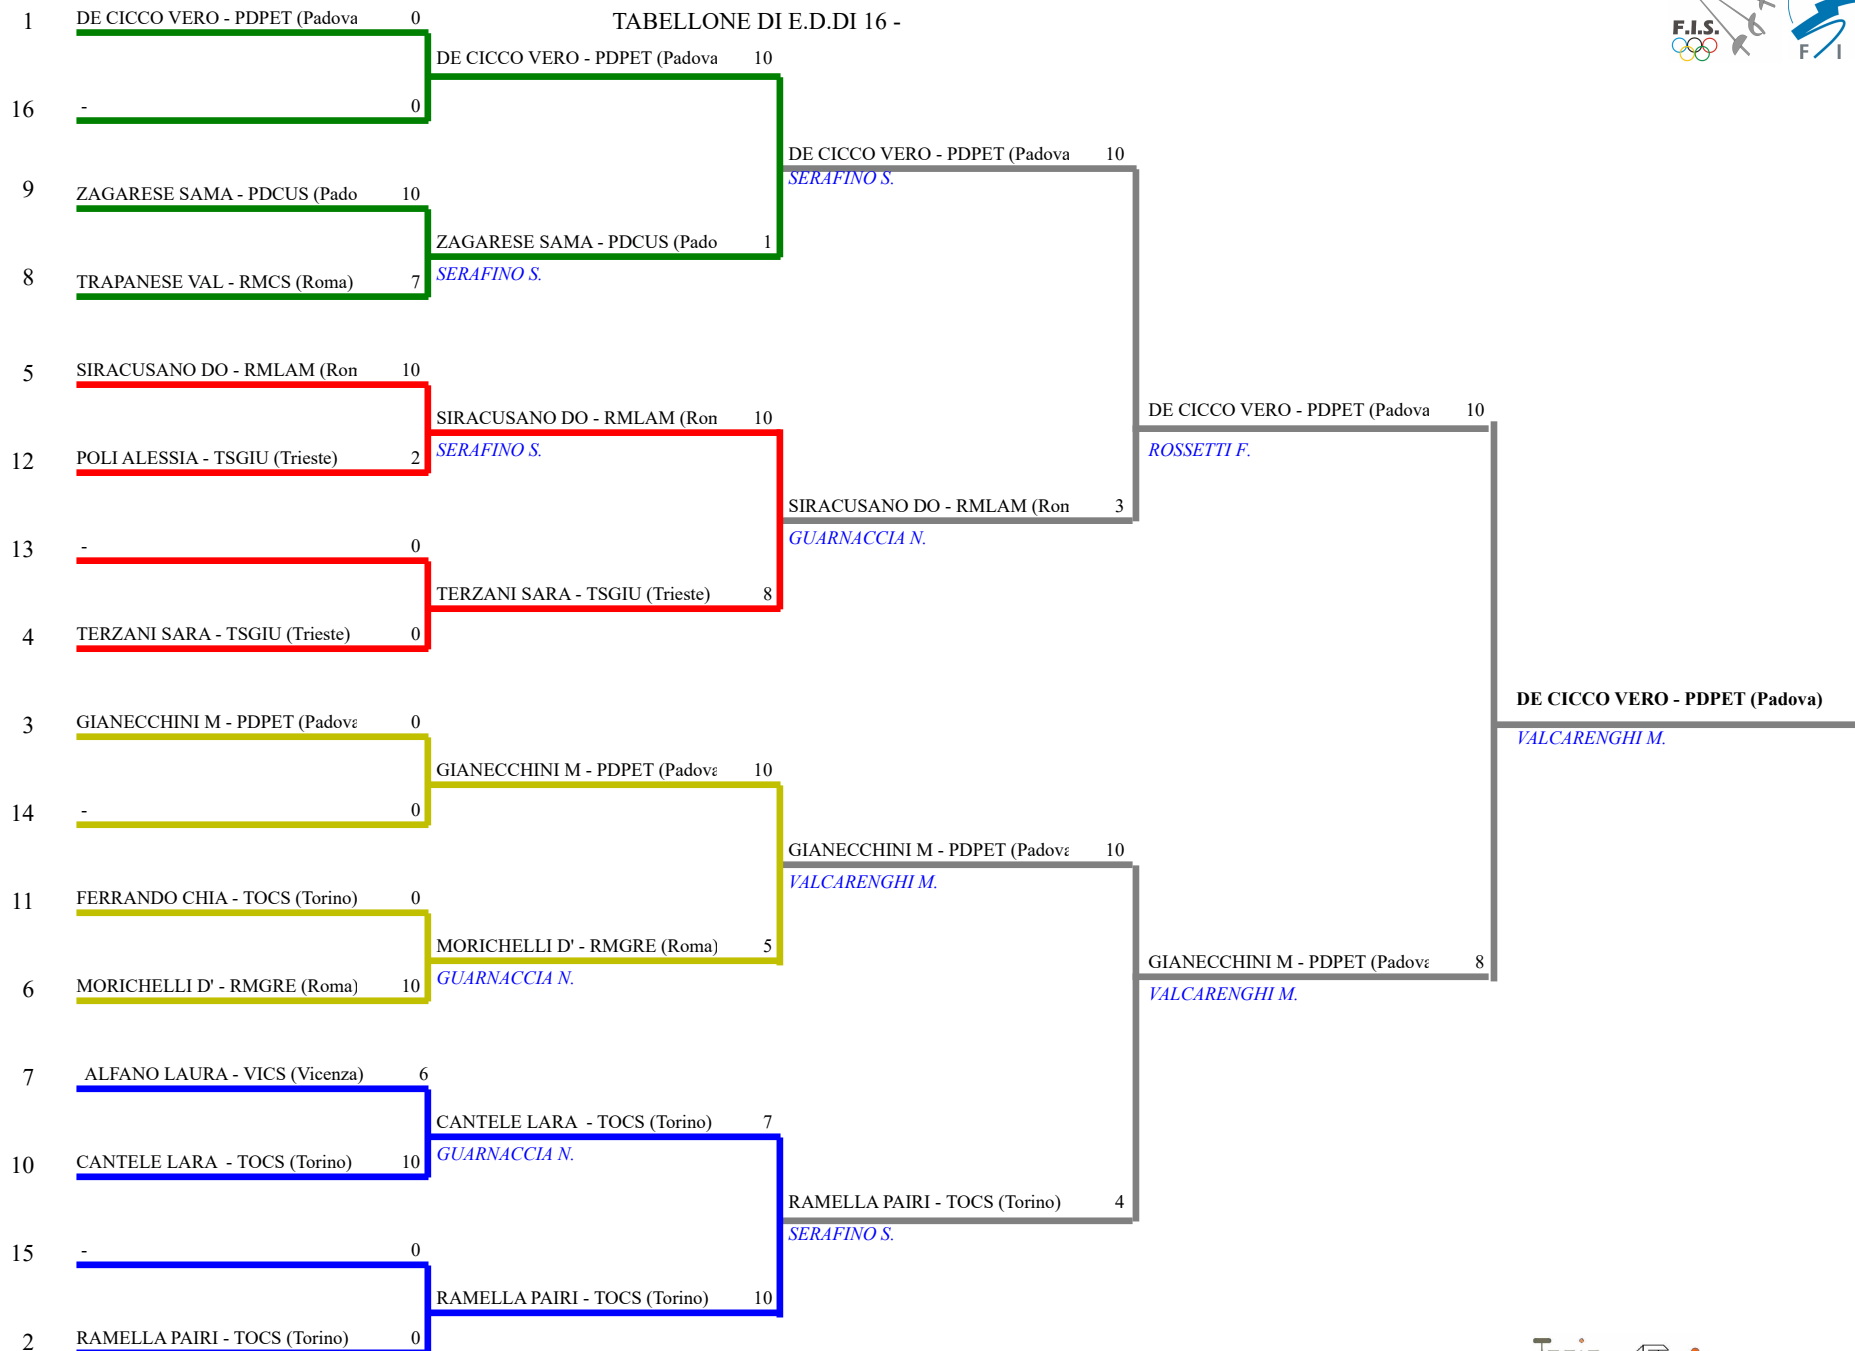 TABELLONE DI E.D.DI 16 -
F.I.S.
F I
1 DE CICCO VERO - PDPET (Padova 0
DE CICCO VERO - PDPET (Padova 10
16 - 0
DE CICCO VERO - PDPET (Padova 10
SERAFINO S.
9 ZAGARESE SAMA - PDCUS (Pado 10
ZAGARESE SAMA - PDCUS (Pado 1
SERAFINO S.
8 TRAPANESE VAL - RMCS (Roma) 7
5 SIRACUSANO DO - RMLAM (Rom 10
SIRACUSANO DO - RMLAM (Rom 10
SERAFINO S.
DE CICCO VERO - PDPET (Padova 10
ROSSETTI F.
12 POLI ALESSIA - TSGIU (Trieste) 2
SIRACUSANO DO - RMLAM (Rom 3
GUARNACCIA N.
13 - 0
TERZANI SARA - TSGIU (Trieste) 8
4 TERZANI SARA - TSGIU (Trieste) 0
DE CICCO VERO - PDPET (Padova)
VALCARENGHI M.
3 GIANECCHINI M - PDPET (Padova 0
GIANECCHINI M - PDPET (Padova 10
14 - 0
GIANECCHINI M - PDPET (Padova 10
VALCARENGHI M.
11 FERRANDO CHIA - TOCS (Torino) 0
MORICHELLI D' - RMGRE (Roma) 5
GUARNACCIA N.
GIANECCHINI M - PDPET (Padova 8
VALCARENGHI M.
6 MORICHELLI D' - RMGRE (Roma) 10
7 ALFANO LAURA - VICS (Vicenza) 6
CANTELE LARA - TOCS (Torino) 7
GUARNACCIA N.
10 CANTELE LARA - TOCS (Torino) 10
RAMELLA PAIRI - TOCS (Torino) 4
SERAFINO S.
15 - 0
RAMELLA PAIRI - TOCS (Torino) 10
2 RAMELLA PAIRI - TOCS (Torino) 0